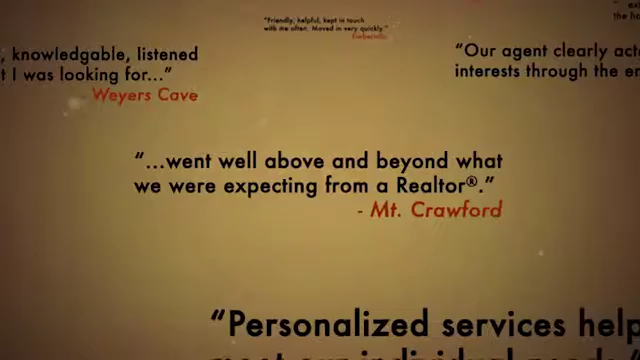 "Friendly, helpful, kept in touch
with me often. Moved in very quickly."
, knowledgable, listened
t I was looking for..."
Weyers Cave
"Our agent clearly act
interests through the en
"...went well above and beyond what
we were expecting from a Realtor®."
- Mt. Crawford
"Personalized services help